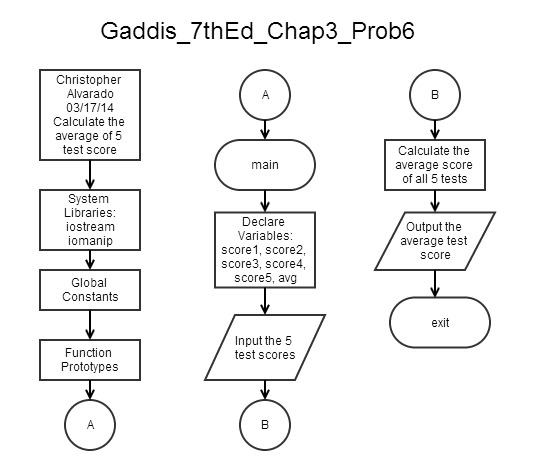 Gaddis_7thEd_Chap3_Prob6
Christopher
Alvarado
03/17/14
Calculate the
average of 5
test score
System
Libraries:
iostream
iomanip
Global
Constants
Function
Prototypes
A
A
main
Declare
Variables:
score1, score2,
score3, score4,
score5, avg
Input the 5
test scores
B
B
Calculate the
average score
of all 5 tests
Output the
average test
score
exit